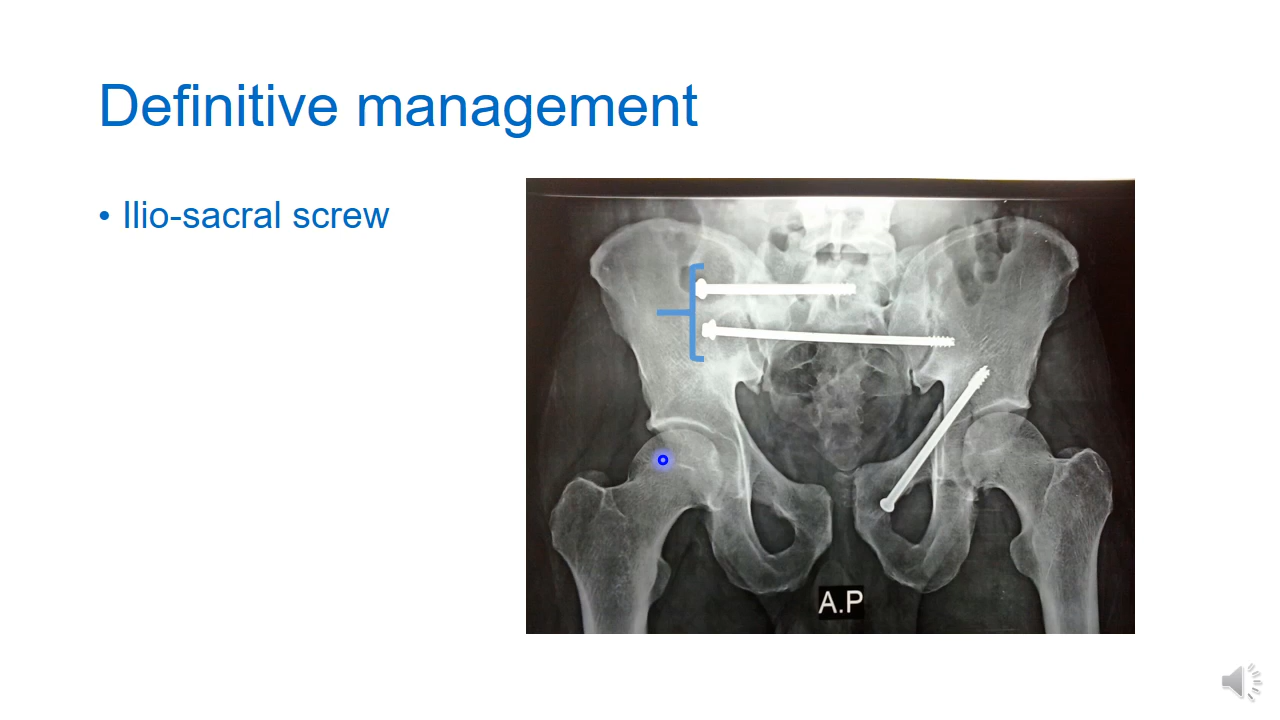 Definitive management
• Ilio-sacral screw
A.P